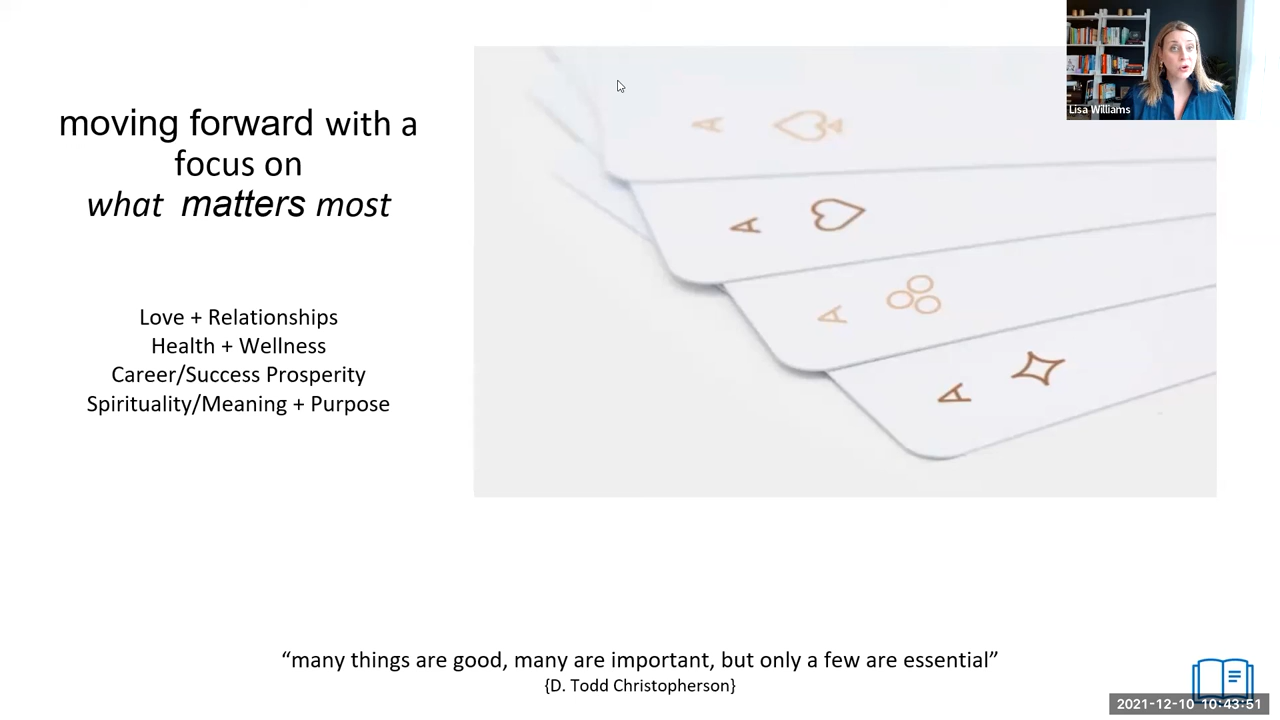 moving forward with a
focus on
what matters most
Love + Relationships
Health + Wellness
Career/Success Prosperity
Spirituality/Meaning + Purpose
A
A
A
A
Lisa Williams
“many things are good, many are important, but only a few are essential”
{D. Todd Christopherson}
2021-12-10 10:43:51